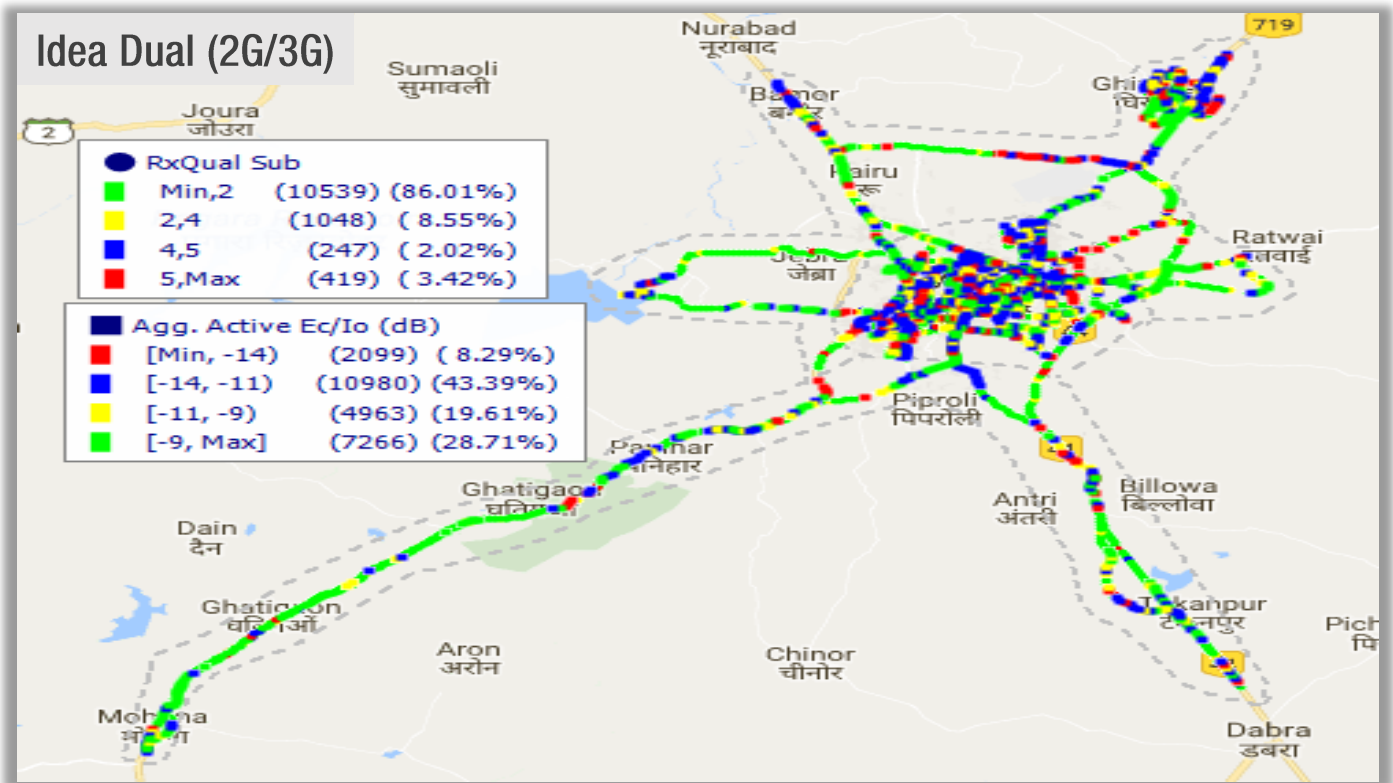 Idea Dual (2G/3G)
Nurabad
नूराबाद
719
Sumaoli
सुमावली
Joura
जोउरा
2
RxQual Sub
Min,2 (10539) (86.01%)
2,4 (1048) ( 8.55%)
4,5 (247) ( 2.02%)
5,Max (419) ( 3.42%)
Ratwai
Agg. Active Ec/Io (dB)
[Min, -14) (2099) ( 8.29%)
[-14, -11) (10980) (43.39%)
[-11, -9) (4963) (19.61%)
[-9, Max] (7266) (28.71%)
जेब्रा
Piproli
पिपरोली
Billowa
बिल्लोवा
Antri
अंतरी
Dain
दैन
Aron
अरोन
Chinor
चीनोर
Dabra
डबरा